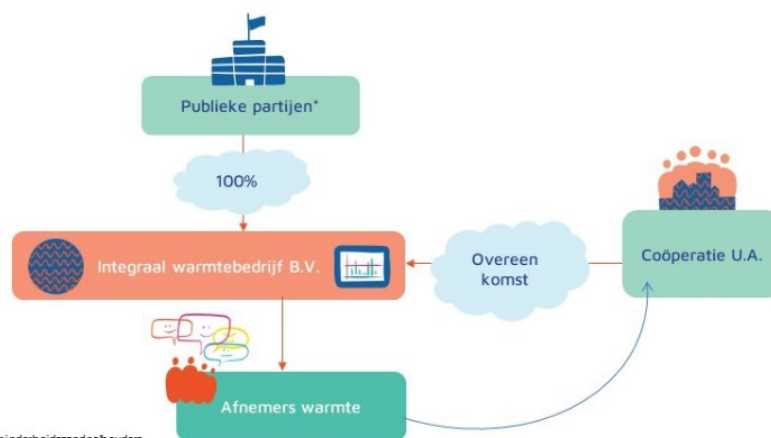 Publieke partijen*
100%
Integraal warmtebedrijf B.V.
Overeen
komst
Coöperatie U.A.
Afnemers warmte